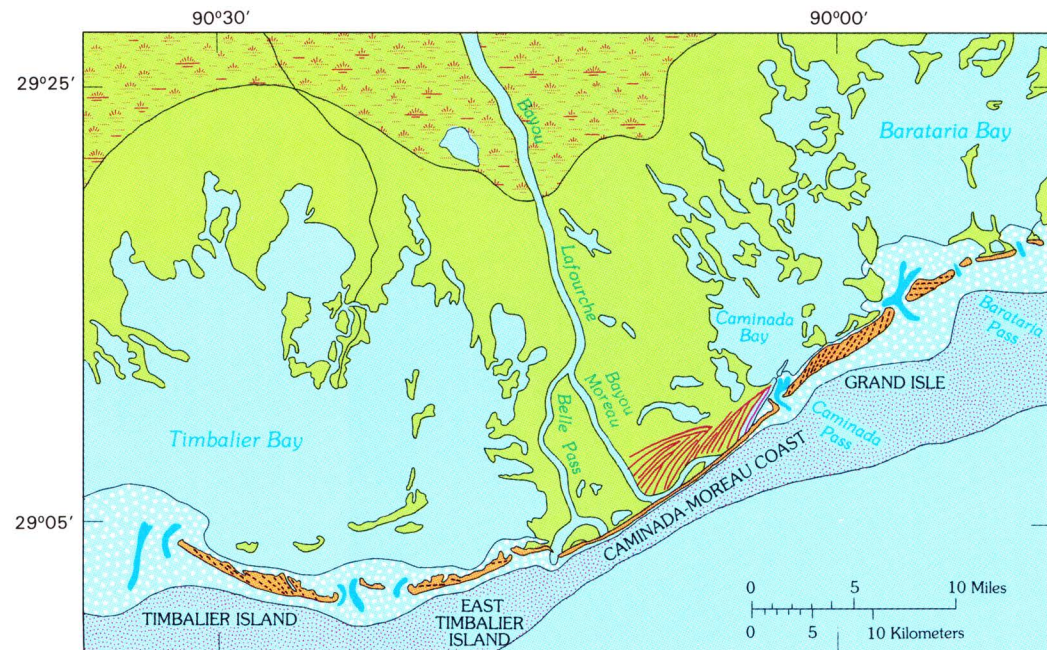 90°30′
90°00′
29°25′
Bayou
Barataria Bay
Lafourche
Caminada
Bay
Barataria
Pass
Bayou
Moreau
GRAND ISLE
Belle Pass
Caminada
Pass
Timbalier Bay
CAMINADA-MOREAU COAST
29°05′
TIMBALIER ISLAND
EAST
TIMBALIER
ISLAND
0 5 10 Miles
0 5 10 Kilometers